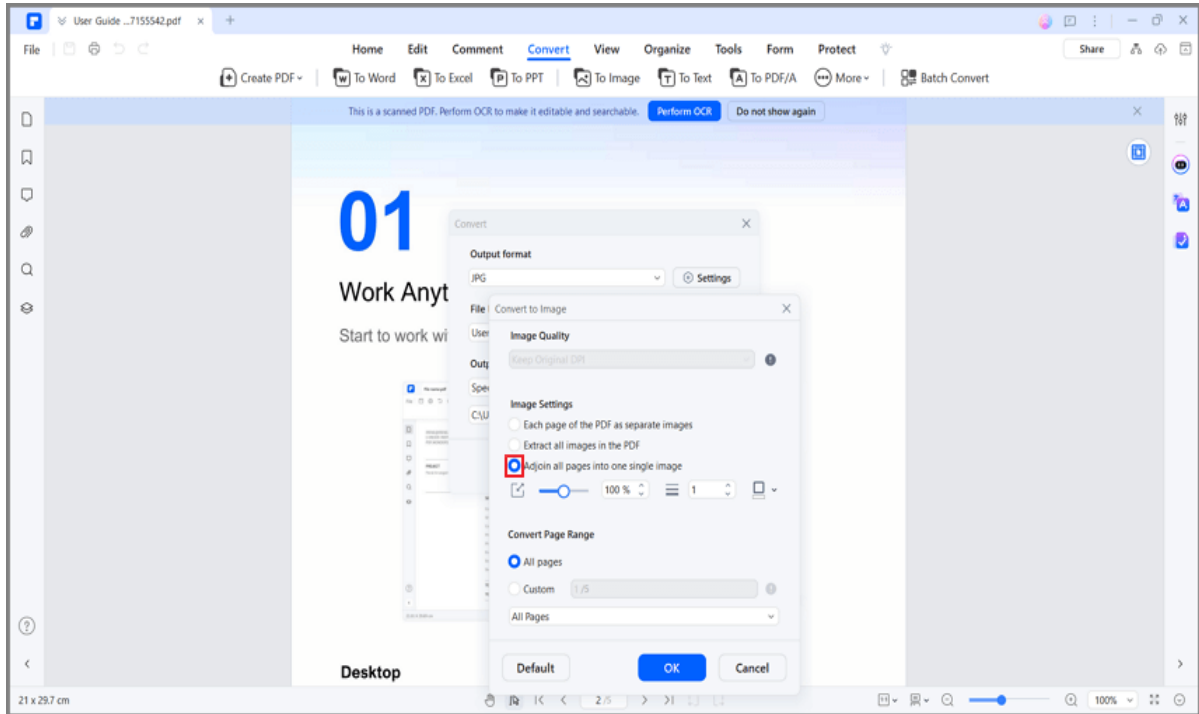 User Guide ...7155542.pdf
File Home Edit Comment Convert View Organize Tools Form Protect Share
Create PDF To Word To Excel To PPT To Image To Text To PDF/A More Batch Convert
This is a scanned PDF. Perform OCR to make it editable and searchable. Perform OCR Do not show again
01
Work Anyt
Start to work wi
Convert
Output format
JPG Settings
File
User
Outp
Spe
C:\U
Convert to Image
Image Quality
Keep Original DPI
Image Settings
Each page of the PDF as separate images
Extract all images in the PDF
Adjoin all pages into one single image
100 % 1
Convert Page Range
All pages
Custom 1 /5
All Pages
Default OK Cancel
Desktop
21 x 29.7 cm 2 /5 100%